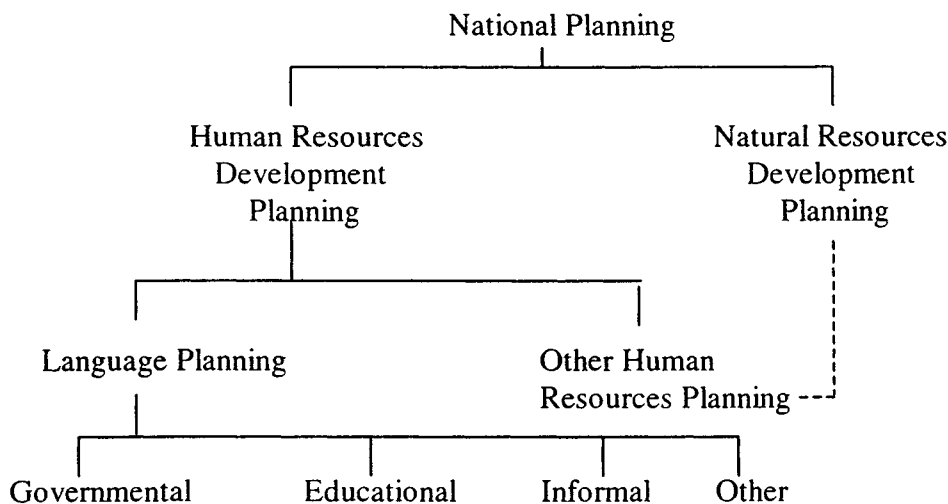 National Planning
Human Resources
Development
Planning
Natural Resources
Development
Planning
Language Planning
Other Human
Resources Planning
Governmental
Educational
Informal
Other